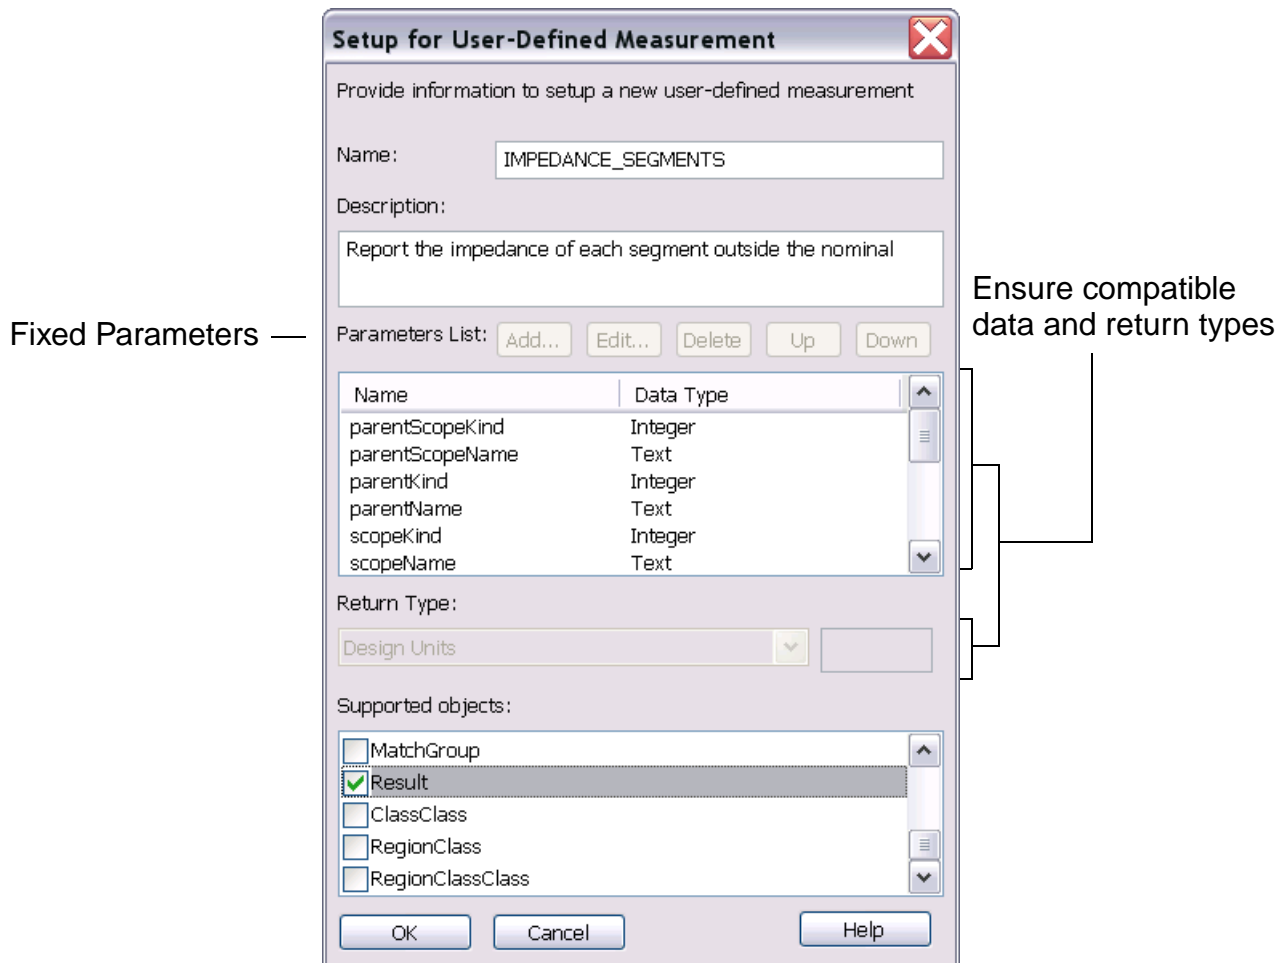 Setup for User-Defined Measurement
Provide information to setup a new user-defined measurement
Name:
IMPEDANCE_SEGMENTS
Description:
Report the impedance of each segment outside the nominal
Ensure compatible
data and return types
Fixed Parameters
Parameters List: Add... Edit... Delete Up Down
Name Data Type
parentScopeKind Integer
parentScopeName Text
parentKind Integer
parentName Text
scopeKind Integer
scopeName Text
Return Type:
Design Units
Supported objects:
MatchGroup
Result
ClassClass
RegionClass
RegionClassClass
OK Cancel Help